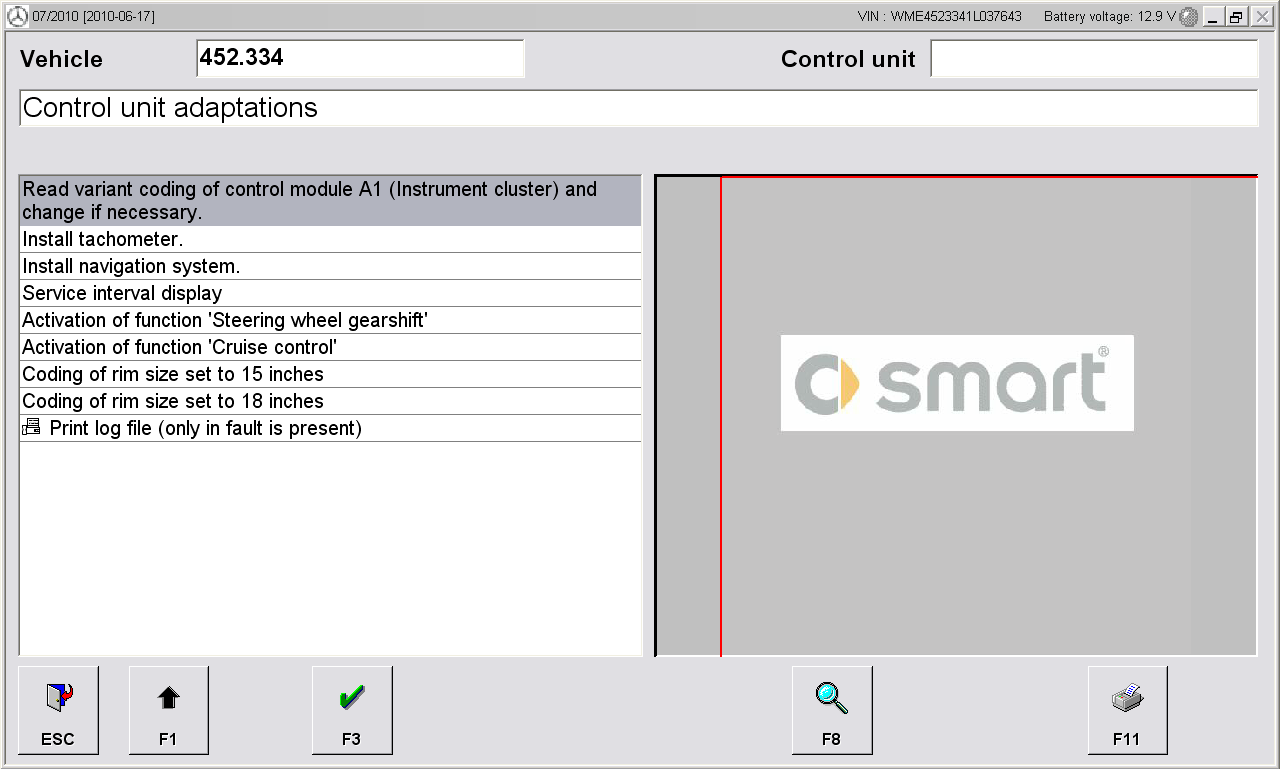 07/2010 [2010-06-17] VIN : WME4523341L037643 Battery voltage: 12.9 V
Vehicle 452.334 Control unit
Control unit adaptations
Read variant coding of control module A1 (Instrument cluster) and
change if necessary.
Install tachometer.
Install navigation system.
Service interval display
Activation of function 'Steering wheel gearshift'
Activation of function 'Cruise control'
Coding of rim size set to 15 inches
Coding of rim size set to 18 inches
Print log file (only in fault is present)
smart®
ESC F1 F3 F8 F11